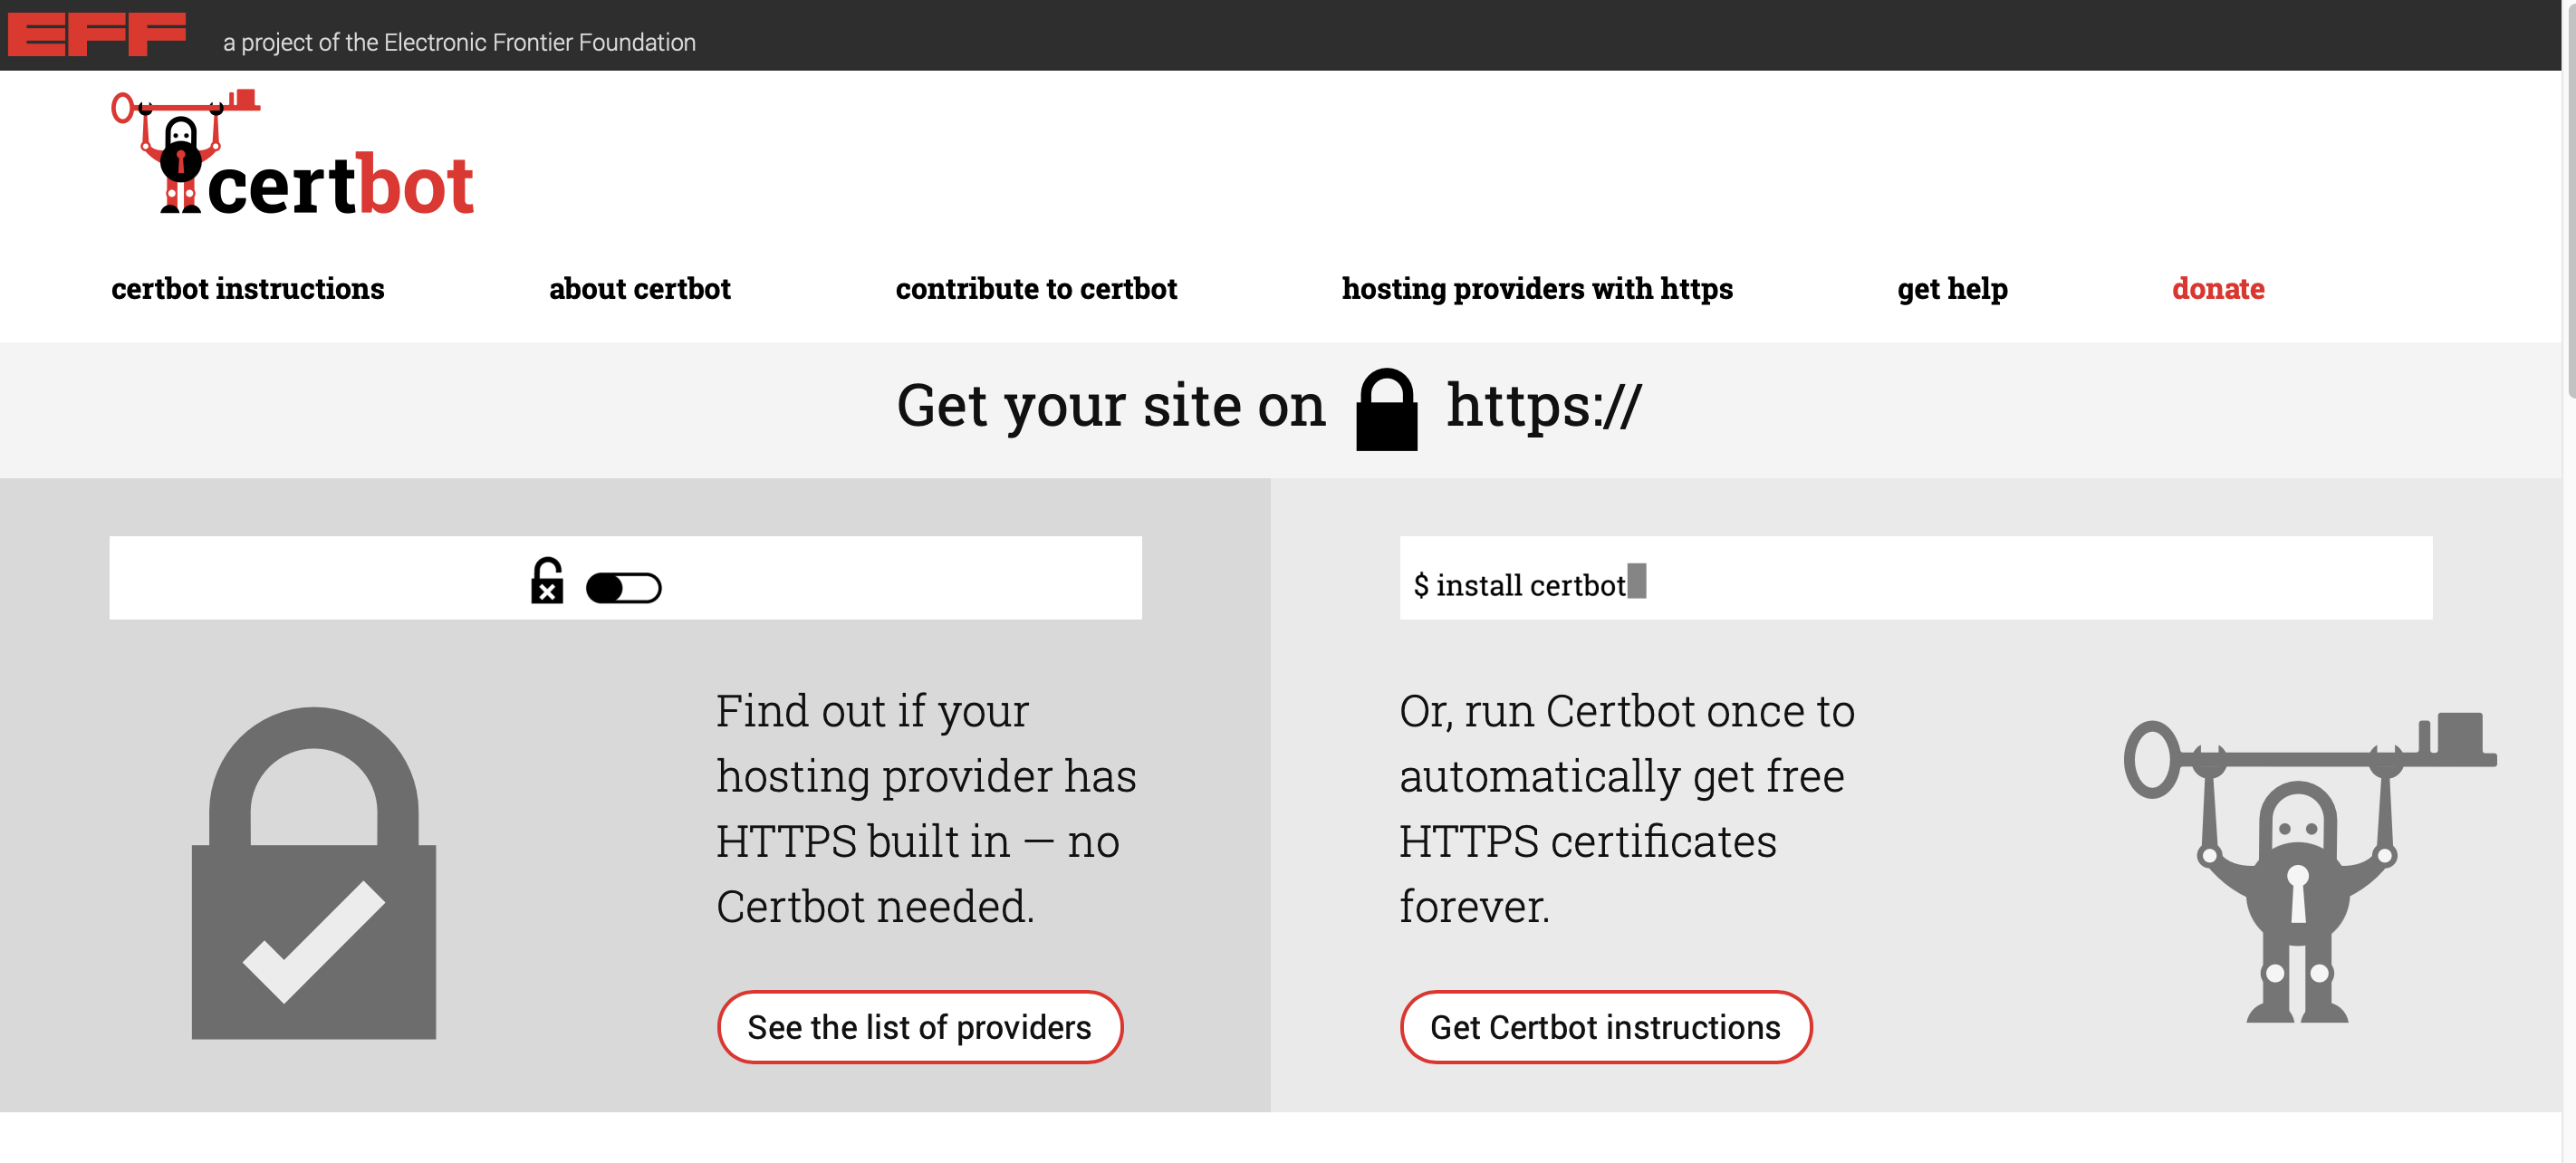 EFF a project of the Electronic Frontier Foundation
certbot
certbot instructions about certbot contribute to certbot hosting providers with https get help donate
Get your site on https://
$ install certbot
Find out if your
hosting provider has
HTTPS built in — no
Certbot needed.
See the list of providers
Or, run Certbot once to
automatically get free
HTTPS certificates
forever.
Get Certbot instructions